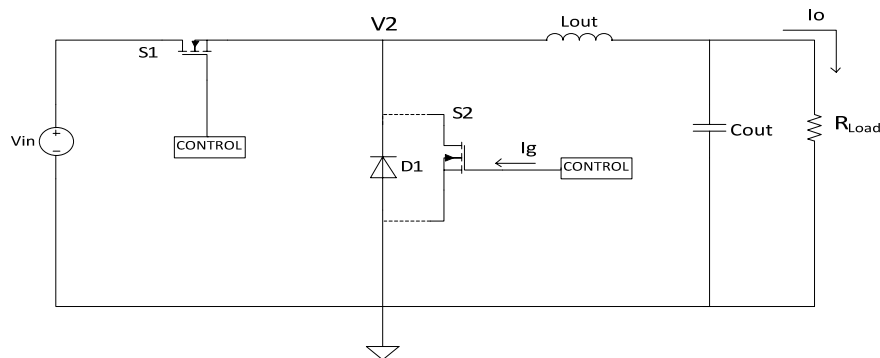 V2
Lout
Io
S1
S2
Vin
+
−
CONTROL
D1
Ig
CONTROL
Cout
RLoad